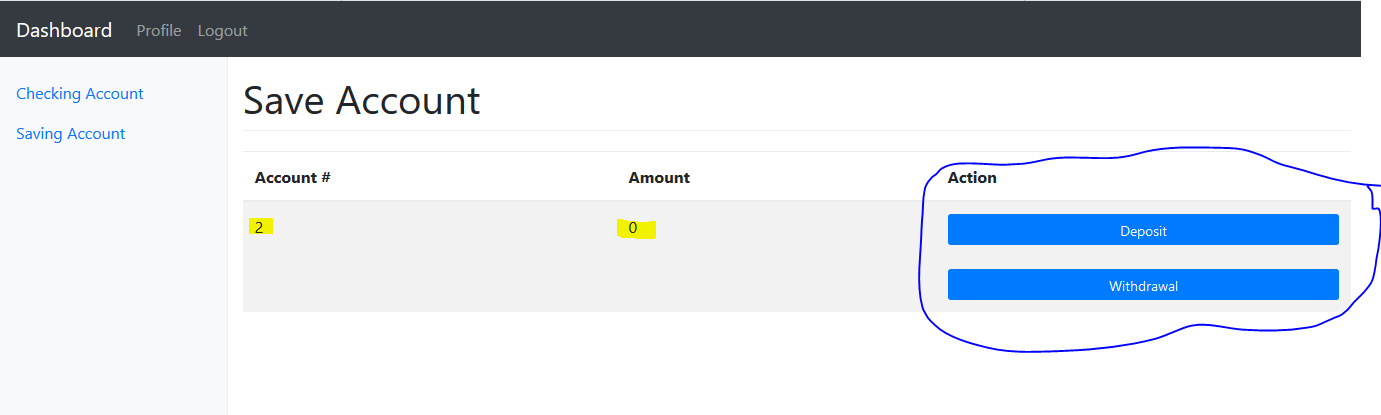 Dashboard Profile Logout
Checking Account
Saving Account
Save Account
Account # Amount Action
2 0 Deposit
Withdrawal